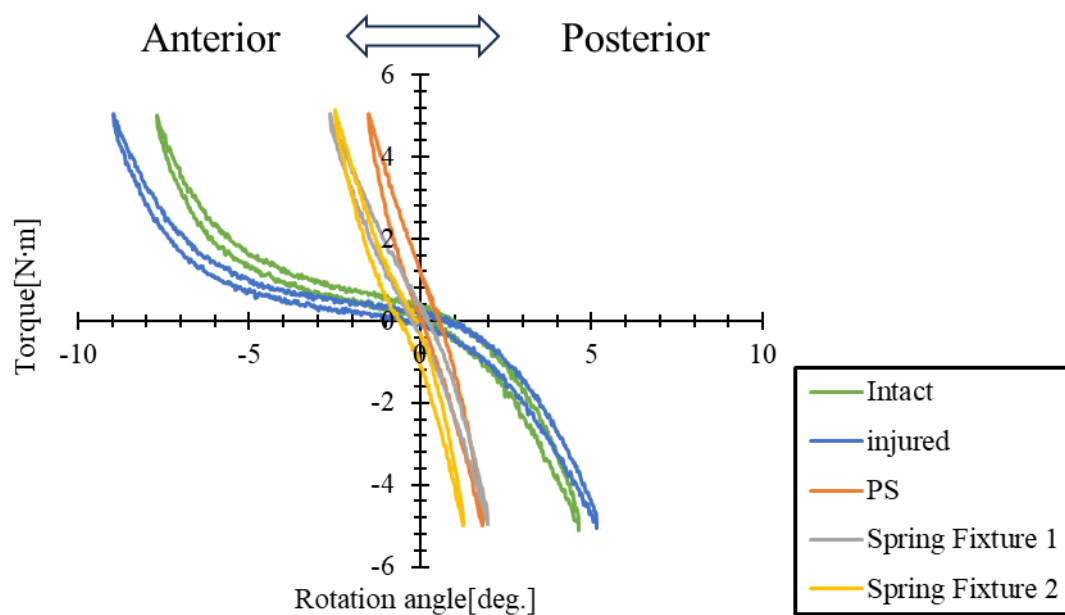 Anterior
Posterior
6
4
2
0
-2
-4
-6
-10
-5
0
5
10
Torque[N·m]
Rotation angle[deg.]
Intact
injured
PS
Spring Fixture 1
Spring Fixture 2